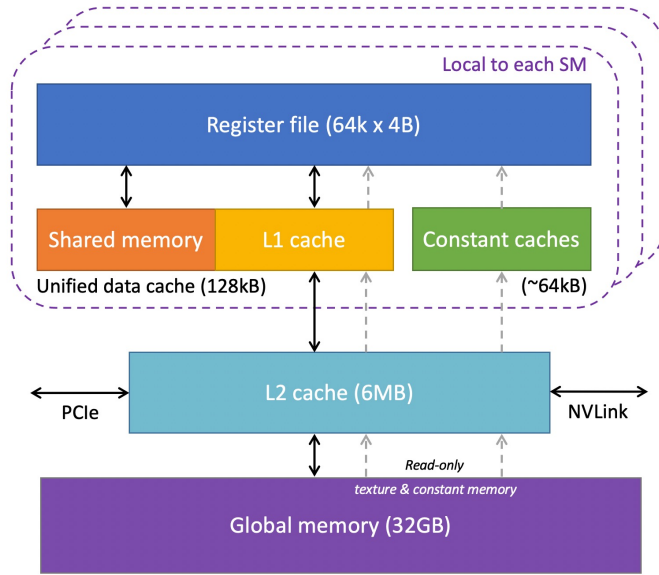 Local to each SM
Register file (64k x 4B)
Shared memory
L1 cache
Constant caches
Unified data cache (128kB)
(~64kB)
L2 cache (6MB)
PCIe
NVLink
Read-only
texture & constant memory
Global memory (32GB)